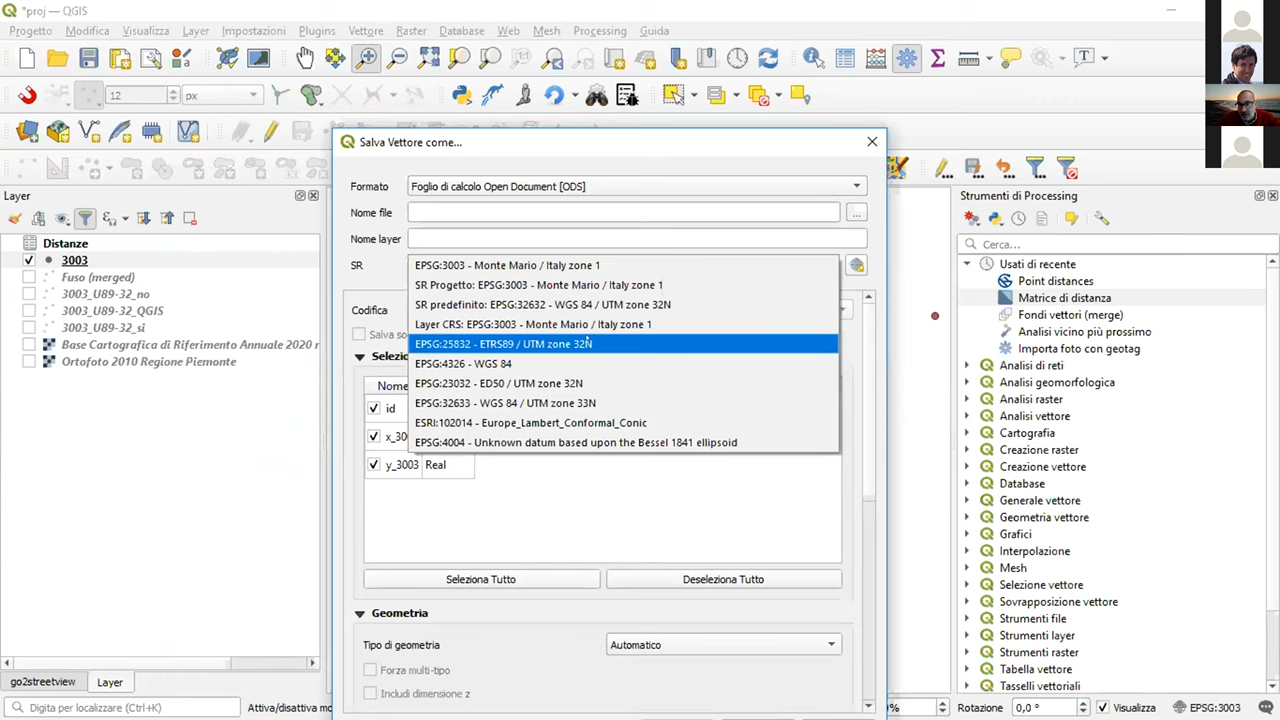 *proj — QGIS
Progetto Modifica Visualizza Layer Impostazioni Plugins Vettore Raster Database Web Mesh Processing Guida
12 px
Salva Vettore come...
Formato Foglio di calcolo Open Document [ODS]
Nome file ...
Nome layer
SR
EPSG:3003 - Monte Mario / Italy zone 1
SR Progetto: EPSG:3003 - Monte Mario / Italy zone 1
SR predefinito: EPSG:32632 - WGS 84 / UTM zone 32N
Layer CRS: EPSG:3003 - Monte Mario / Italy zone 1
EPSG:25832 - ETRS89 / UTM zone 32N
EPSG:4326 - WGS 84
EPSG:23032 - ED50 / UTM zone 32N
EPSG:32633 - WGS 84 / UTM zone 33N
ESRI:102014 - Europe_Lambert_Conformal_Conic
EPSG:4004 - Unknown datum based upon the Bessel 1841 ellipsoid
Codifica
Salva so
Selezio
Nome
id
x_300
y_3003 Real
Seleziona Tutto Deseleziona Tutto
Geometria
Tipo di geometria Automatico
Forza multi-tipo
Includi dimensione z
Layer
Distanze
3003
Fuso (merged)
3003_U89-32_no
3003_U89-32_QGIS
3003_U89-32_si
Base Cartografica di Riferimento Annuale 2020 r
Ortofoto 2010 Regione Piemonte
go2streetview Layer
Strumenti di Processing
Cerca...
Usati di recente
Point distances
Matrice di distanza
Fondi vettori (merge)
Analisi vicino più prossimo
Importa foto con geotag
Analisi di reti
Analisi geomorfologica
Analisi raster
Analisi vettore
Cartografia
Creazione raster
Creazione vettore
Database
Generale vettore
Geometria vettore
Grafici
Interpolazione
Mesh
Selezione vettore
Sovrapposizione vettore
Strumenti file
Strumenti layer
Strumenti raster
Tabella vettore
Tasselli vettoriali
Digita per localizzare (Ctrl+K) Attiva/disattiva mo % Rotazione 0,0 ° Visualizza EPSG:3003